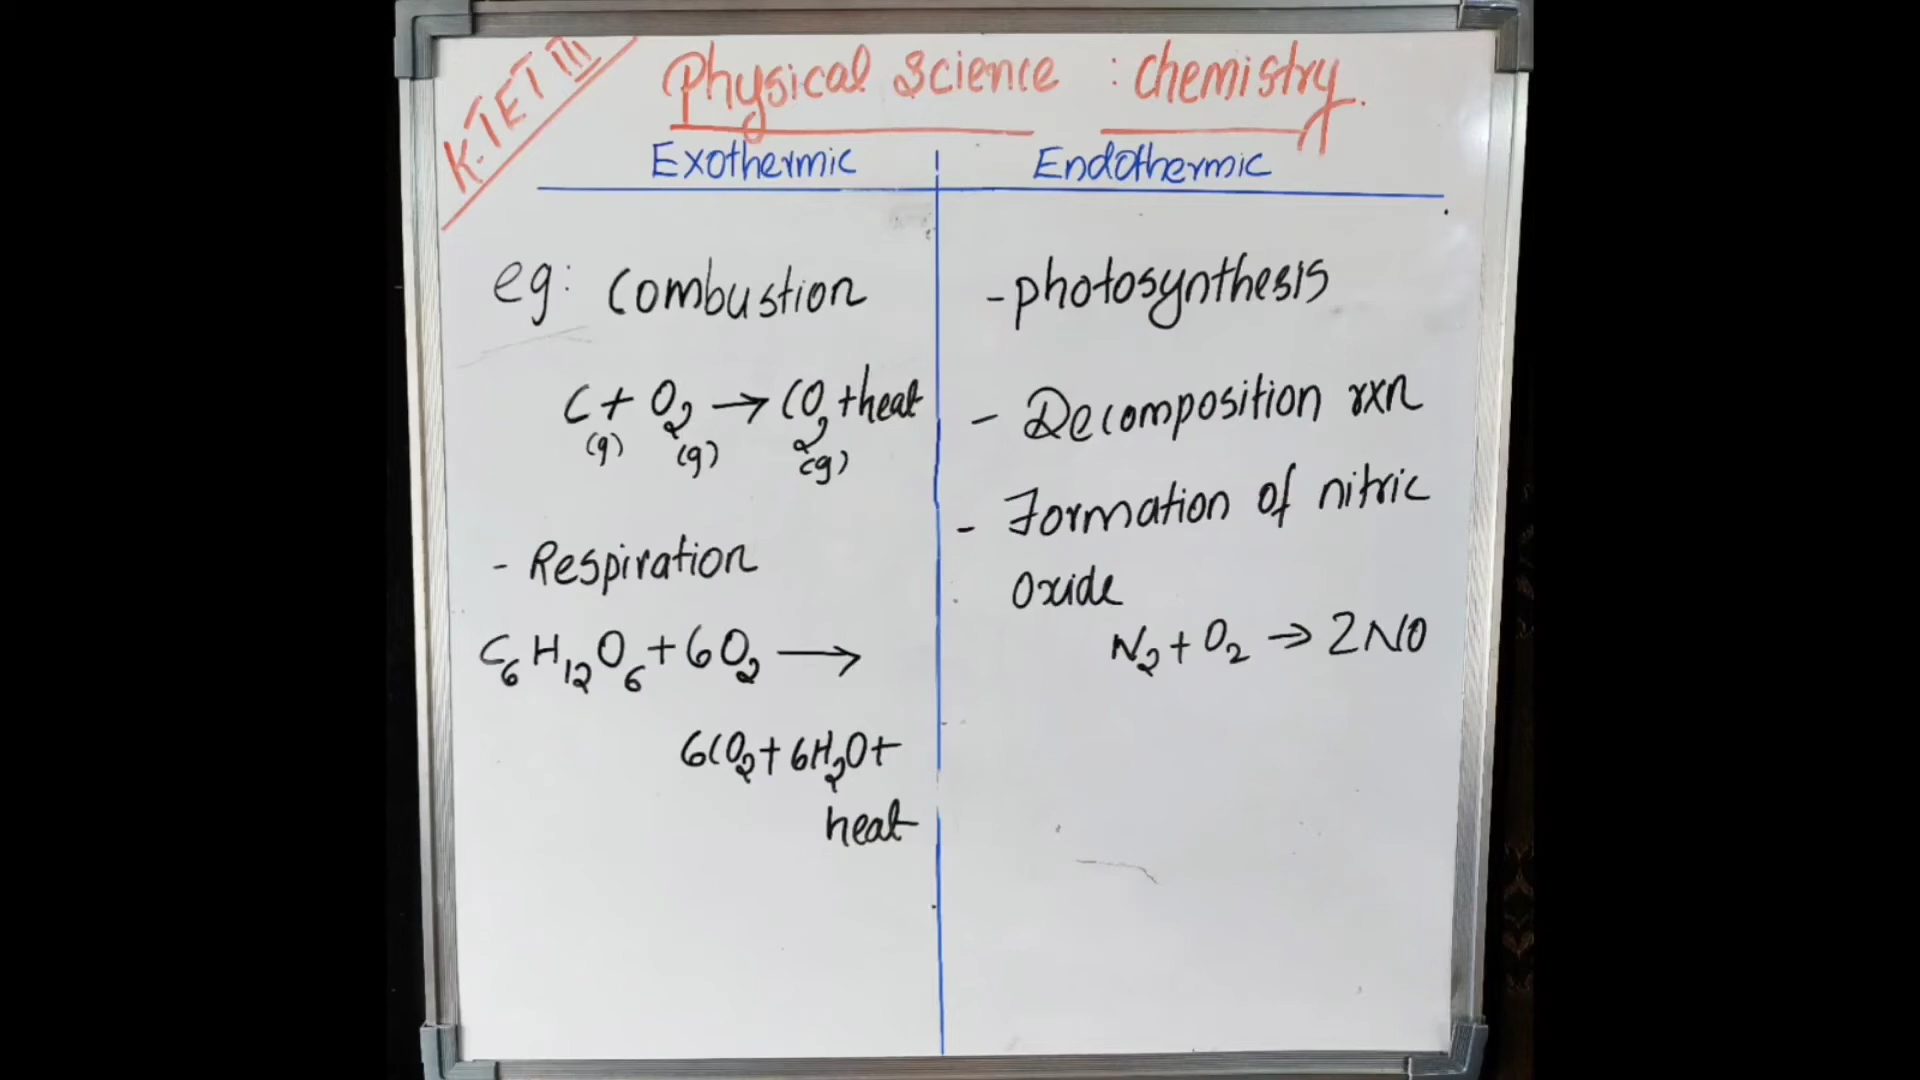 K.TET III
Physical Science : Chemistry.
Exothermic
eg: Combustion
C + O2 → CO2 + heat
(g) (g) (g)
- Respiration
C6H12O6 + 6O2 →
6CO2 + 6H2O +
heat
Endothermic
- photosynthesis
- Decomposition rxn
- Formation of nitric
Oxide
N2 + O2 → 2NO